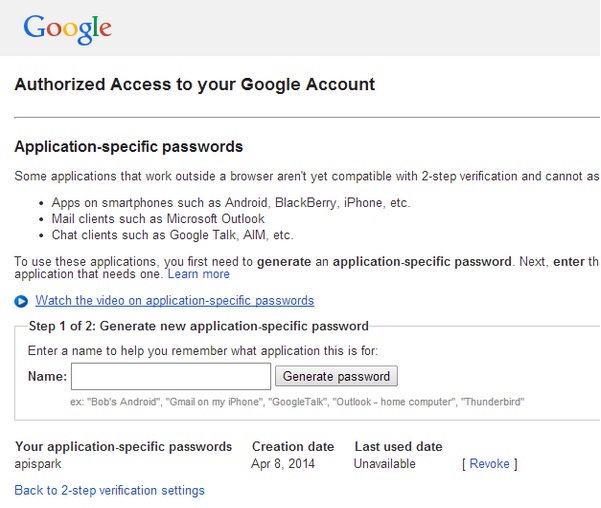 Google
Authorized Access to your Google Account
Application-specific passwords
Some applications that work outside a browser aren't yet compatible with 2-step verification and cannot as
• Apps on smartphones such as Android, BlackBerry, iPhone, etc.
• Mail clients such as Microsoft Outlook
• Chat clients such as Google Talk, AIM, etc.
To use these applications, you first need to generate an application-specific password. Next, enter th
application that needs one. Learn more
Watch the video on application-specific passwords
Step 1 of 2: Generate new application-specific password
Enter a name to help you remember what application this is for:
Name: Generate password
ex: "Bob's Android", "Gmail on my iPhone", "GoogleTalk", "Outlook - home computer", "Thunderbird"
Your application-specific passwords Creation date Last used date
apispark Apr 8, 2014 Unavailable [ Revoke ]
Back to 2-step verification settings